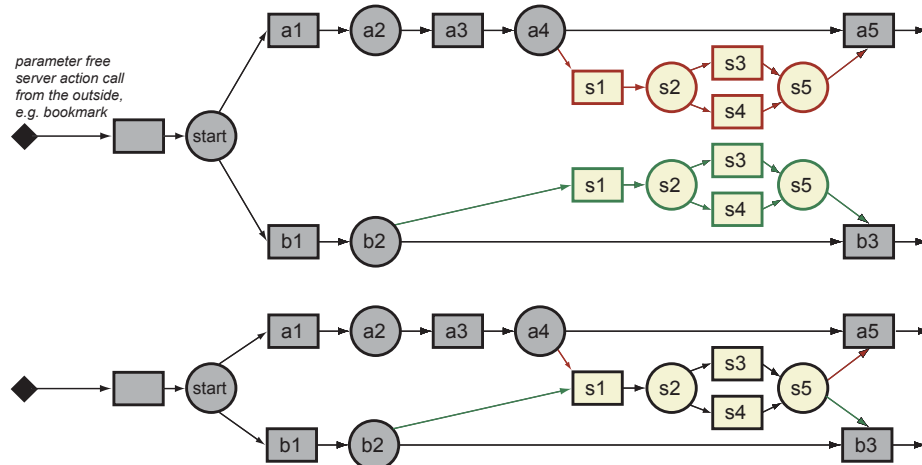 a1 a2 a3 a4 a5
parameter free
server action call
from the outside,
e.g. bookmark
s3
s1 s2 s5
s4
start
s3
s1 s2 s5
s4
b1 b2 b3
a1 a2 a3 a4 a5
s3
start s1 s2 s5
s4
b1 b2 b3